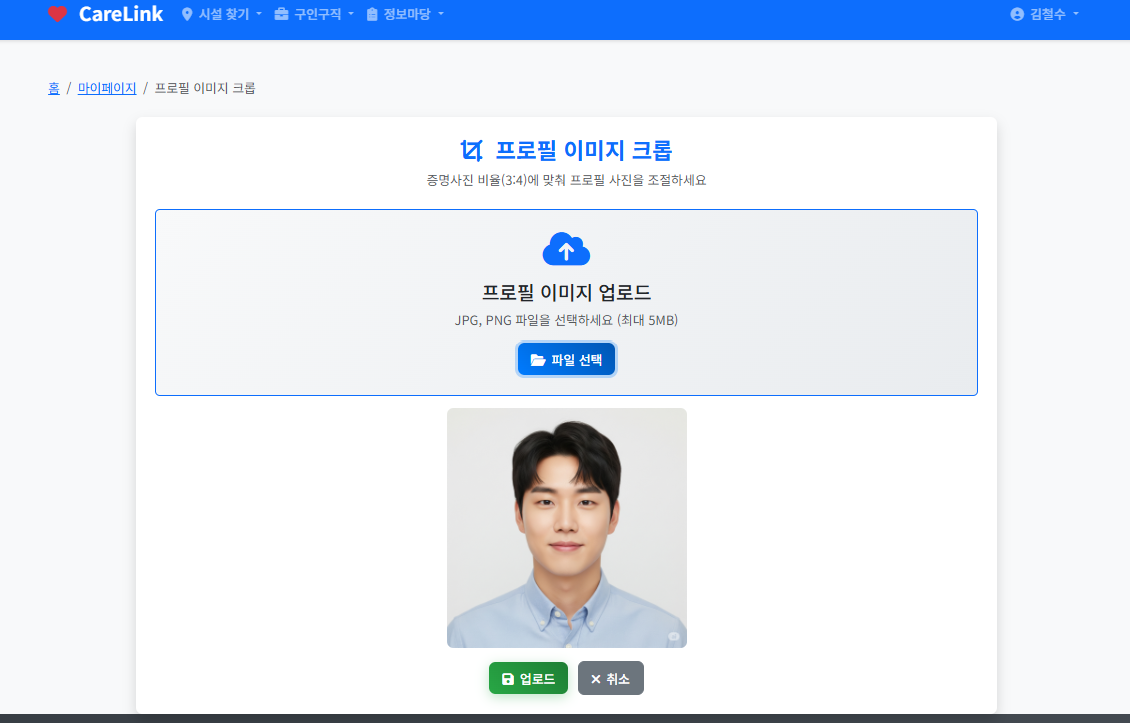 CareLink 시설 찾기 구인구직 정보마당 김철수
홈 / 마이페이지 / 프로필 이미지 크롭
프로필 이미지 크롭
증명사진 비율(3:4)에 맞춰 프로필 사진을 조절하세요
프로필 이미지 업로드
JPG, PNG 파일을 선택하세요 (최대 5MB)
파일 선택
업로드 취소